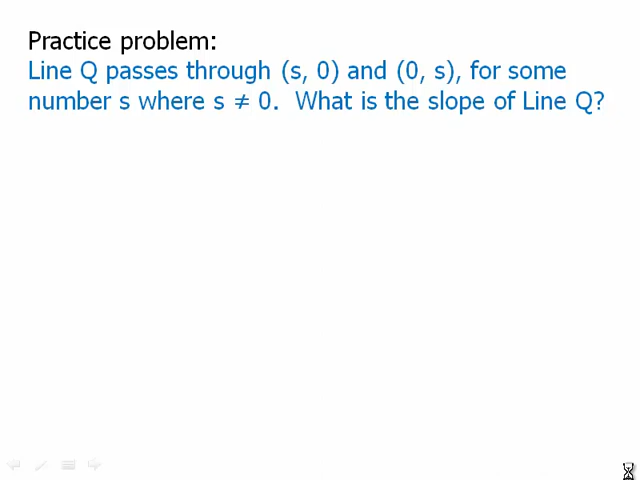 Practice problem:
Line Q passes through (s, 0) and (0, s), for some
number s where s ≠ 0.  What is the slope of Line Q?